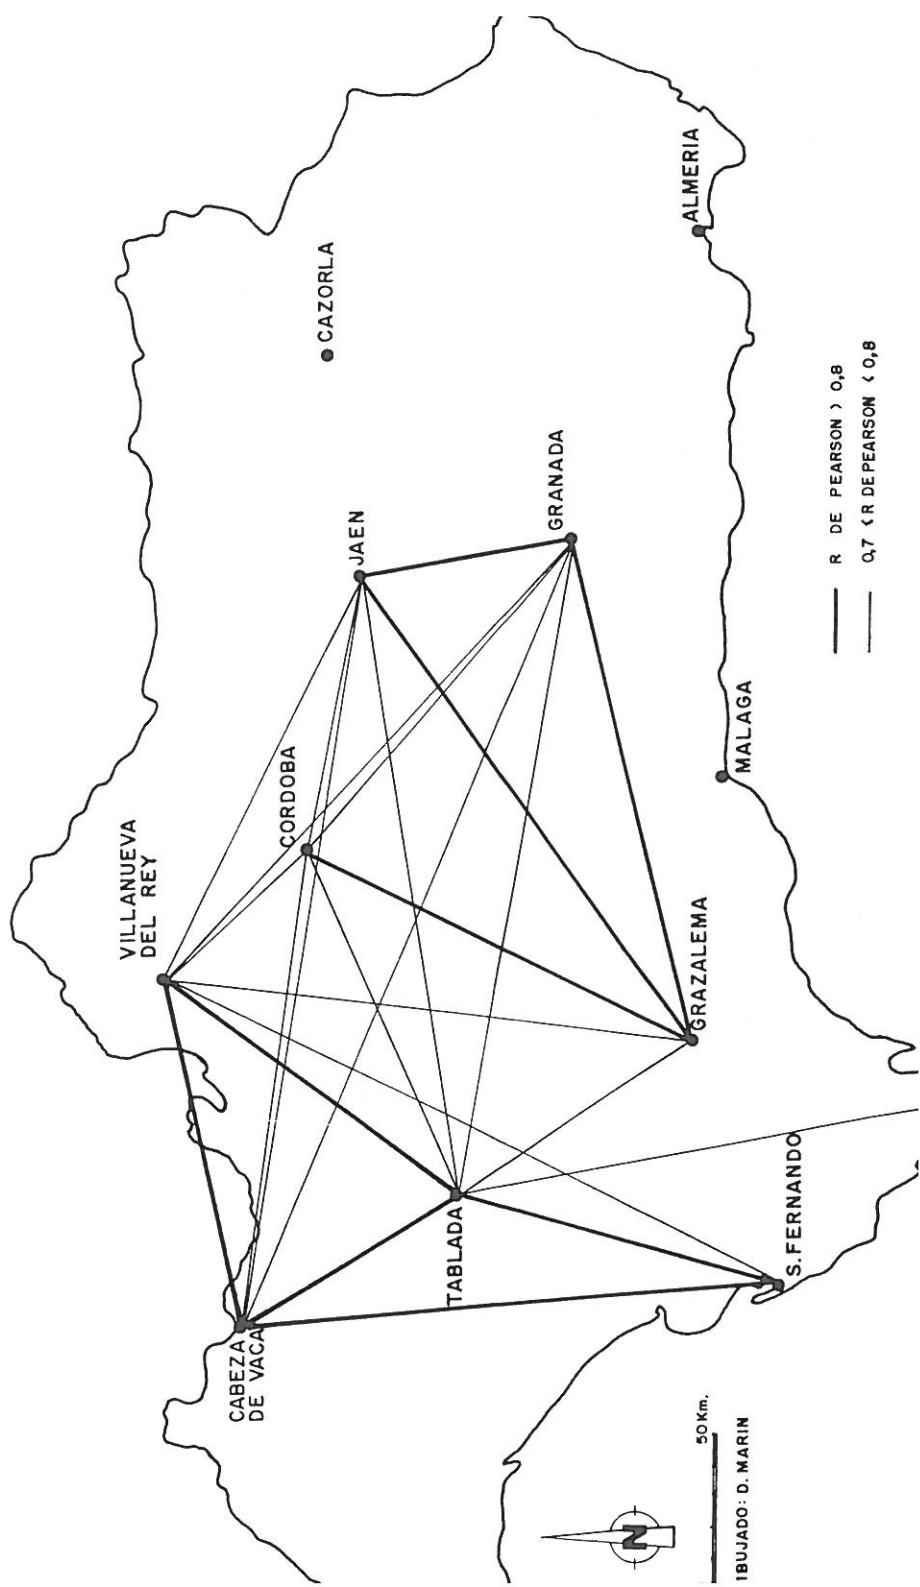 VILLANUEVA
DEL REY
CORDOBA
JAEN
CAZORLA
CABEZA
DE VACA
TABLADA
GRANADA
GRAZALEMA
S. FERNANDO
MALAGA
ALMERIA
N
50 Km.
IBUJADO: D. MARIN
R DE PEARSON > 0,8
0,7 < R DE PEARSON < 0,8